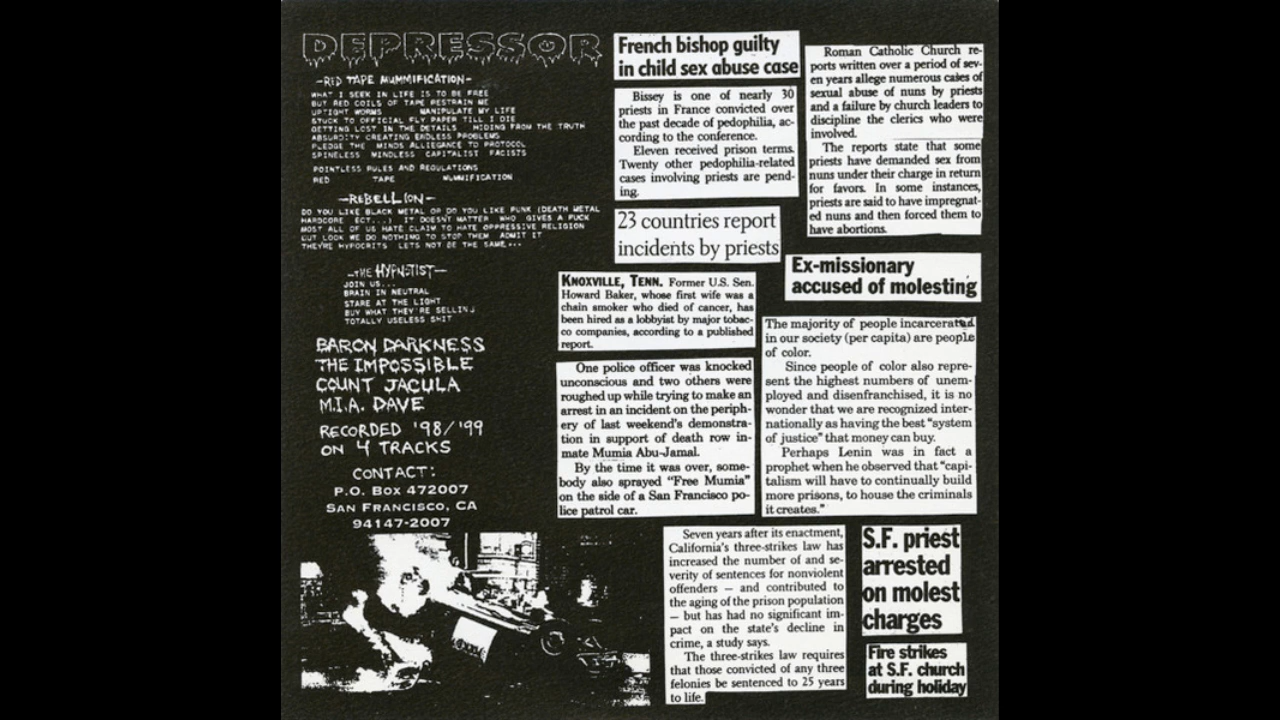 DEPRESSOR
-RED TAPE MUMMIFICATION-
WHAT I SEEK IN LIFE IS TO BE FREE
BUT RED COILS OF TAPE RESTRAIN ME
UPTIGHT WORMS MANIPULATE MY LIFE
STUCK TO OFFICIAL FLY PAPER TILL I DIE
GETTING LOST IN THE DETAILS HIDING FROM THE TRUTH
ABSURDITY CREATING ENDLESS PROBLEMS
PLEDGE THE MINDS ALLEGIANCE TO PROTOCOL
SPINELESS MINDLESS CAPITALIST FACISTS
POINTLESS RULES AND REGULATIONS
RED TAPE MUMMIFICATION
-REBELLION-
DO YOU LIKE BLACK METAL OR DO YOU LIKE PUNK (DEATH METAL
HARDCORE ECT...) IT DOESNT MATTER WHO GIVES A FUCK
MOST ALL OF US HATE CLAIM TO HATE OPPRESSIVE RELIGION
BUT LOOK WE DO NOTHING TO STOP THEM ADMIT IT
THEY'RE HYPOCRITS LETS NOT BE THE SAME...
-THE HYPNOTIST-
JOIN US...
BRAIN IN NEUTRAL
STARE AT THE LIGHT
BUY WHAT THEY'RE SELLING
TOTALLY USELESS SHIT
BARON DARKNESS
THE IMPOSSIBLE
COUNT JACULA
M.I.A. DAVE
RECORDED '98/'99
ON 4 TRACKS
CONTACT:
P.O. BOX 472007
SAN FRANCISCO, CA
94147-2007
French bishop guilty
in child sex abuse case
Bissey is one of nearly 30
priests in France convicted over
the past decade of pedophilia, ac-
cording to the conference.
Eleven received prison terms.
Twenty other pedophilia-related
cases involving priests are pend-
ing.
Roman Catholic Church re-
ports written over a period of sev-
en years allege numerous cases of
sexual abuse of nuns by priests
and a failure by church leaders to
discipline the clerics who were
involved.
The reports state that some
priests have demanded sex from
nuns under their charge in return
for favors. In some instances,
priests are said to have impregnat-
ed nuns and then forced them to
have abortions.
23 countries report
incidents by priests
Ex-missionary
accused of molesting
KNOXVILLE, TENN. Former U.S. Sen.
Howard Baker, whose first wife was a
chain smoker who died of cancer, has
been hired as a lobbyist by major tobac-
co companies, according to a published
report.
One police officer was knocked
unconscious and two others were
roughed up while trying to make an
arrest in an incident on the periph-
ery of last weekend's demonstra-
tion in support of death row in-
mate Mumia Abu-Jamal.
By the time it was over, some-
body also sprayed "Free Mumia"
on the side of a San Francisco po-
lice patrol car.
The majority of people incarcerated
in our society (per capita) are people
of color.
Since people of color also repre-
sent the highest numbers of unem-
ployed and disenfranchised, it is no
wonder that we are recognized inter-
nationally as having the best "system
of justice" that money can buy.
Perhaps Lenin was in fact a
prophet when he observed that "capi-
talism will have to continually build
more prisons, to house the criminals
it creates."
Seven years after its enactment,
California's three-strikes law has
increased the number of and se-
verity of sentences for nonviolent
offenders — and contributed to
the aging of the prison population
— but has had no significant im-
pact on the state's decline in
crime, a study says.
The three-strikes law requires
that those convicted of any three
felonies be sentenced to 25 years
to life.
S.F. priest
arrested
on molest
charges
Fire strikes
at S.F. church
during holiday